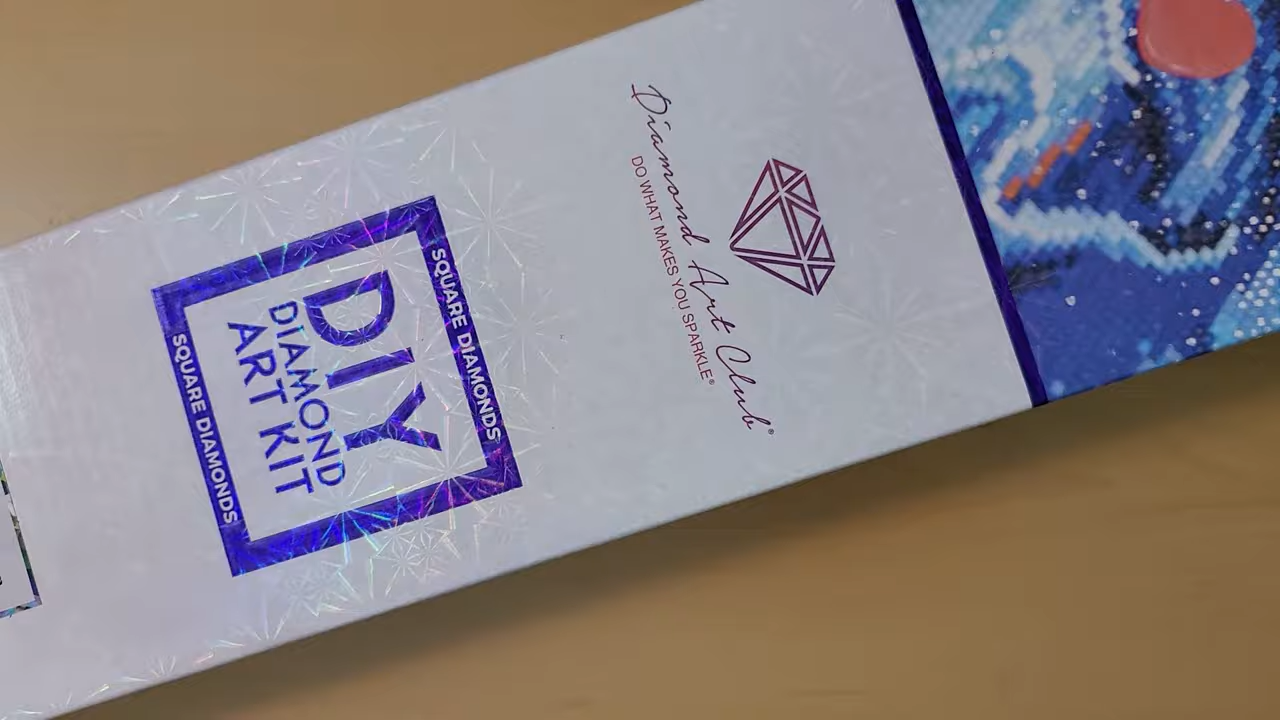 Diamond Art Club®
DO WHAT MAKES YOU SPARKLE®
SQUARE DIAMONDS
DIY
DIAMOND
ART KIT
SQUARE DIAMONDS